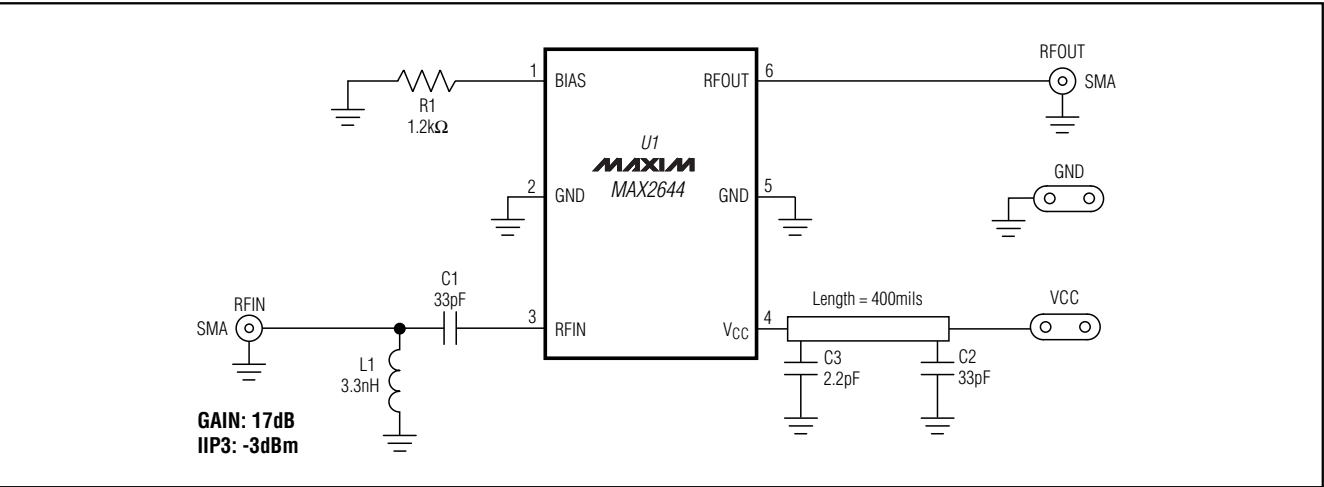 RFOUT
SMA
1
BIAS
RFOUT
6
R1
1.2kΩ
U1
MAXIM
MAX2644
GND
2
GND
GND
5
C1
33pF
RFIN
SMA
3
RFIN
Length = 400mils
VCC
VCC
4
L1
3.3nH
C3
2.2pF
C2
33pF
GAIN: 17dB
IIP3: -3dBm